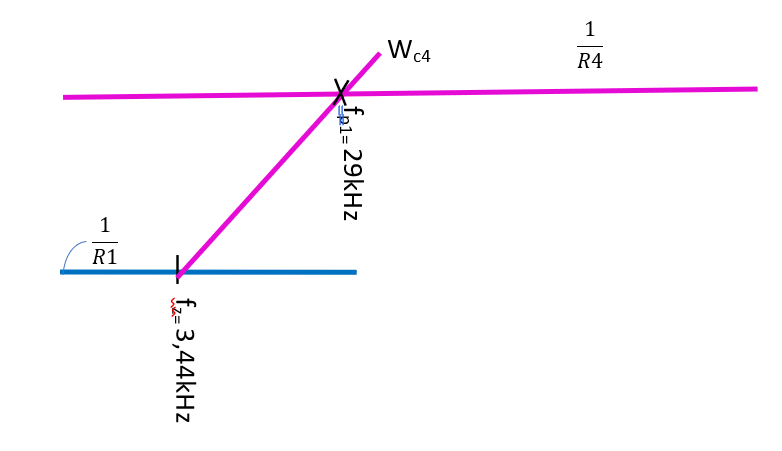 Wc4
1/R4
fp1= 29kHz
1/R1
fz= 3,44kHz